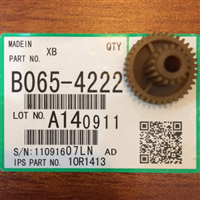 MADEIN XB QTY
PART NO.
B065-4222
LOT NO. A140911
S/N: 11091607LN AD
IPS PART NO. 10R1413